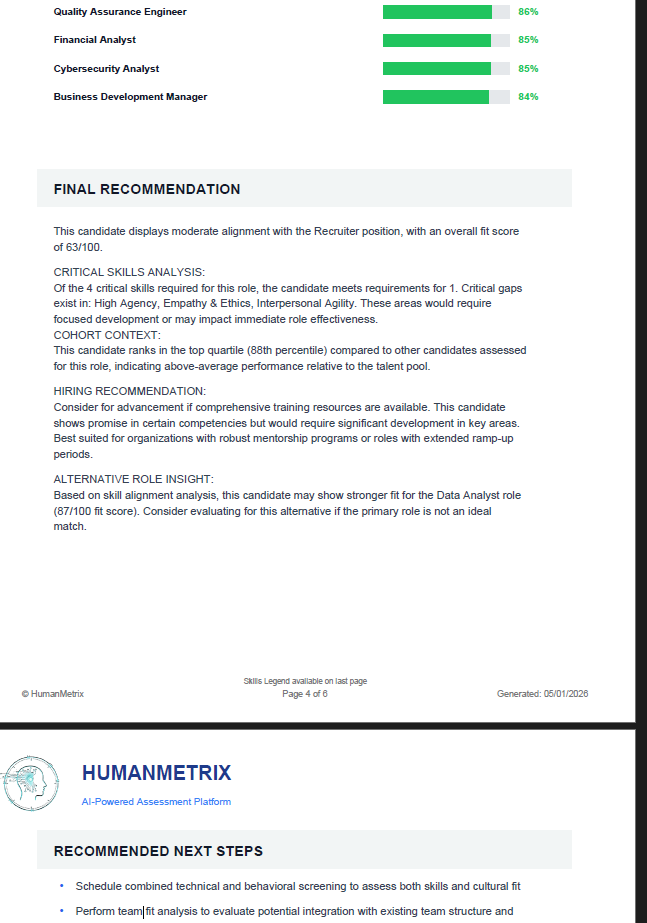 Quality Assurance Engineer 86%
Financial Analyst 85%
Cybersecurity Analyst 85%
Business Development Manager 84%
FINAL RECOMMENDATION
This candidate displays moderate alignment with the Recruiter position, with an overall fit score
of 63/100.
CRITICAL SKILLS ANALYSIS:
Of the 4 critical skills required for this role, the candidate meets requirements for 1. Critical gaps
exist in: High Agency, Empathy & Ethics, Interpersonal Agility. These areas would require
focused development or may impact immediate role effectiveness.
COHORT CONTEXT:
This candidate ranks in the top quartile (88th percentile) compared to other candidates assessed
for this role, indicating above-average performance relative to the talent pool.
HIRING RECOMMENDATION:
Consider for advancement if comprehensive training resources are available. This candidate
shows promise in certain competencies but would require significant development in key areas.
Best suited for organizations with robust mentorship programs or roles with extended ramp-up
periods.
ALTERNATIVE ROLE INSIGHT:
Based on skill alignment analysis, this candidate may show stronger fit for the Data Analyst role
(87/100 fit score). Consider evaluating for this alternative if the primary role is not an ideal
match.
Skills Legend available on last page
© HumanMetrix Page 4 of 6 Generated: 05/01/2026
HUMANMETRIX
AI-Powered Assessment Platform
RECOMMENDED NEXT STEPS
• Schedule combined technical and behavioral screening to assess both skills and cultural fit
• Perform team fit analysis to evaluate potential integration with existing team structure and